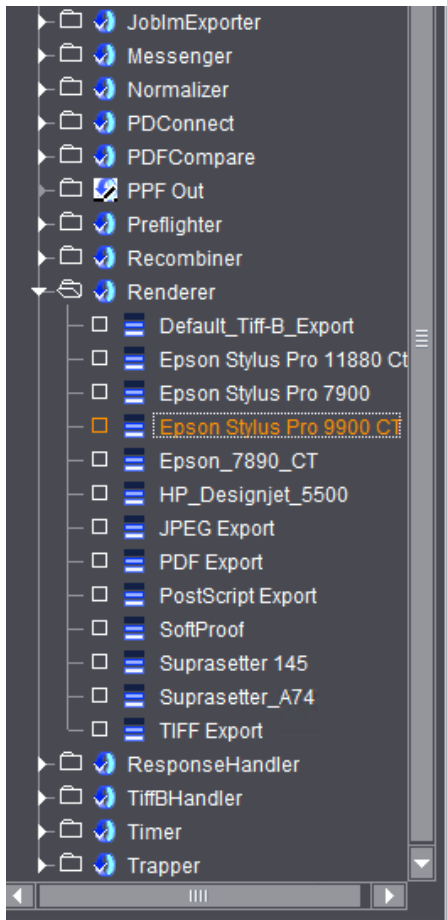 JobImExporter
Messenger
Normalizer
PDConnect
PDFCompare
PPF Out
Preflighter
Recombiner
Renderer
Default_Tiff-B_Export
Epson Stylus Pro 11880 Ct
Epson Stylus Pro 7900
Epson Stylus Pro 9900 CT
Epson_7890_CT
HP_Designjet_5500
JPEG Export
PDF Export
PostScript Export
SoftProof
Suprasetter 145
Suprasetter_A74
TIFF Export
ResponseHandler
TiffBHandler
Timer
Trapper